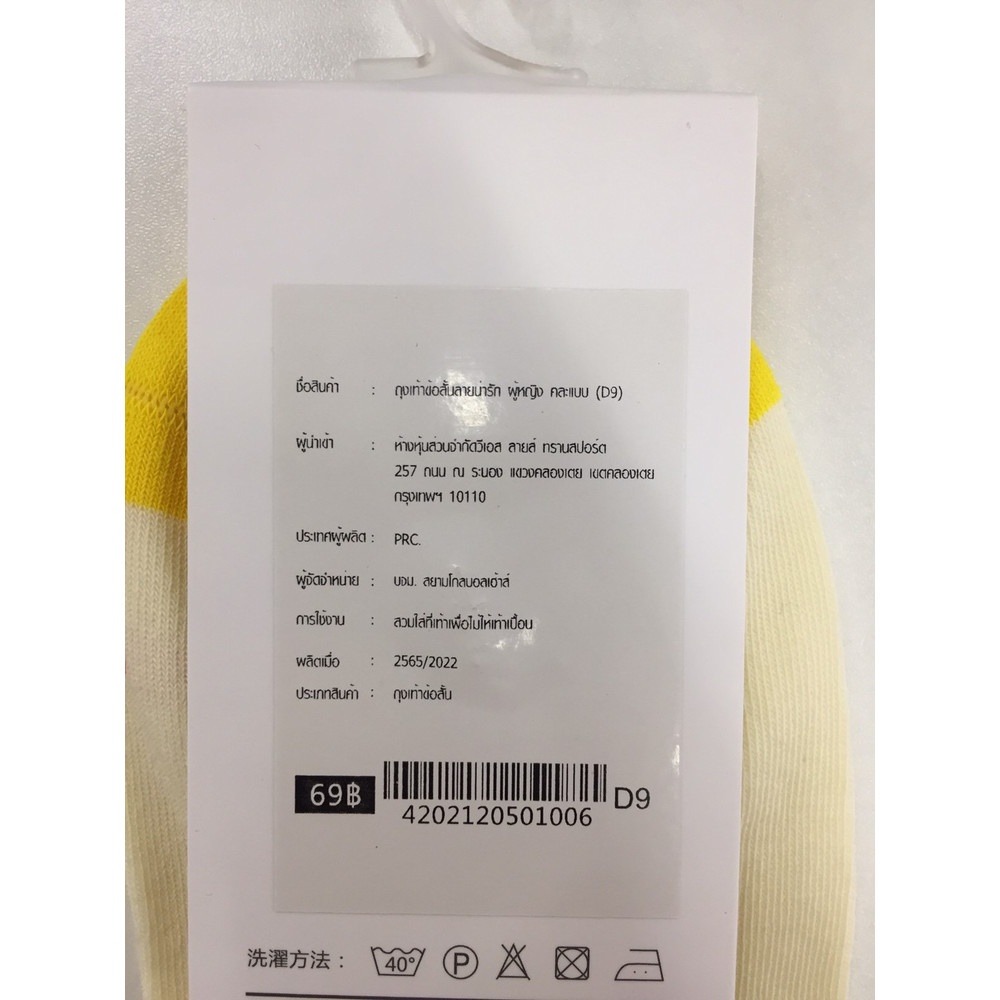 ชื่อสินค้า : ถุงเท้าข้อสั้นลายน่ารัก ผู้หญิง คละแบบ (D9)
ผู้นำเข้า : ห้างหุ้นส่วนจำกัดวีเอส ลายส์ ทรานสปอร์ต
257 ถนน ณ ระนอง แขวงคลองเตย เขตคลองเตย
กรุงเทพฯ 10110
ประเทศผู้ผลิต : PRC.
ผู้จัดจำหน่าย : บจม. สยามโกลบอลเฮ้าส์
การใช้งาน : สวมใส่ที่เท้าเพื่อไม่ให้เท้าเปื้อน
ผลิตเมื่อ : 2565/2022
ประเภทสินค้า : ถุงเท้าข้อสั้น
69฿
4202120501006
D9
洗濯方法：
40° P